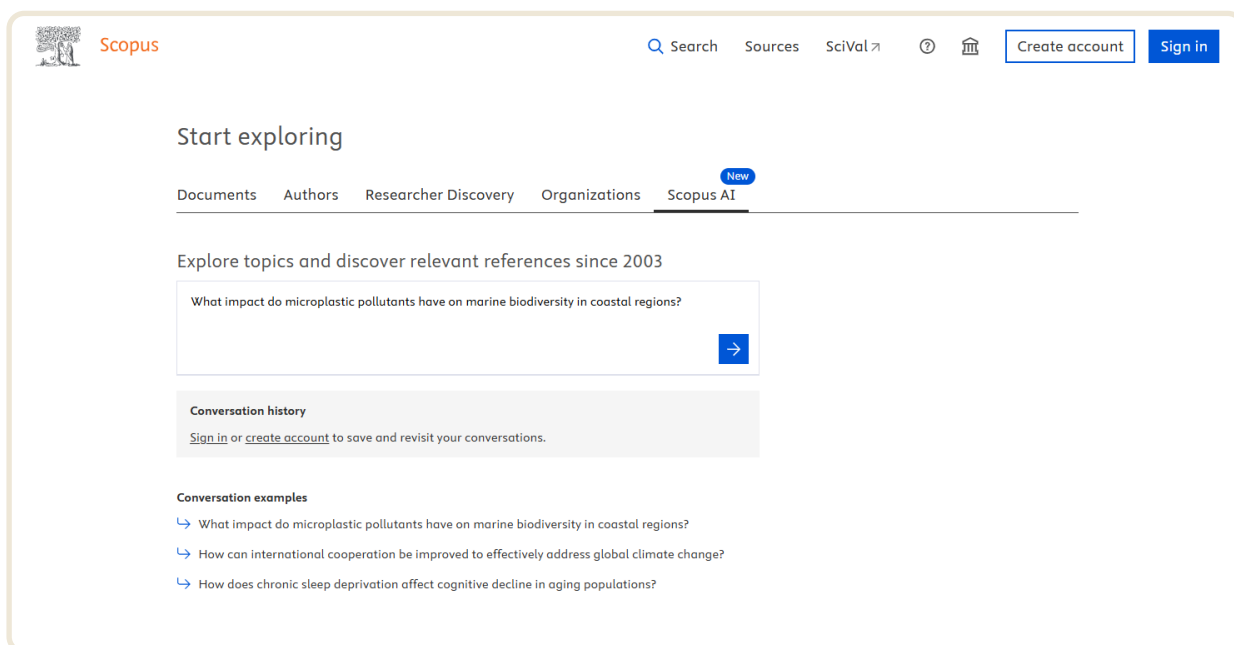 Scopus
Search Sources SciVal Create account Sign in
Start exploring
New
Documents Authors Researcher Discovery Organizations Scopus AI
Explore topics and discover relevant references since 2003
What impact do microplastic pollutants have on marine biodiversity in coastal regions?
Conversation history
Sign in or create account to save and revisit your conversations.
Conversation examples
What impact do microplastic pollutants have on marine biodiversity in coastal regions?
How can international cooperation be improved to effectively address global climate change?
How does chronic sleep deprivation affect cognitive decline in aging populations?